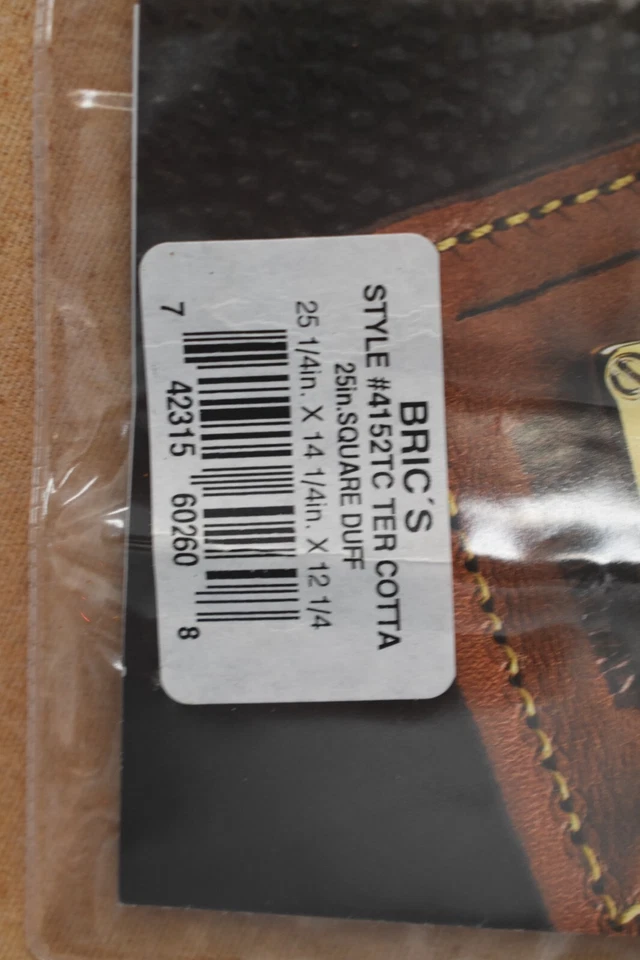 BRIC´S
STYLE #4152TC TER COTTA
25in.SQUARE DUFF
25 1/4in. X 14 1/4in. X 12 1/4
7 42315 60260 8